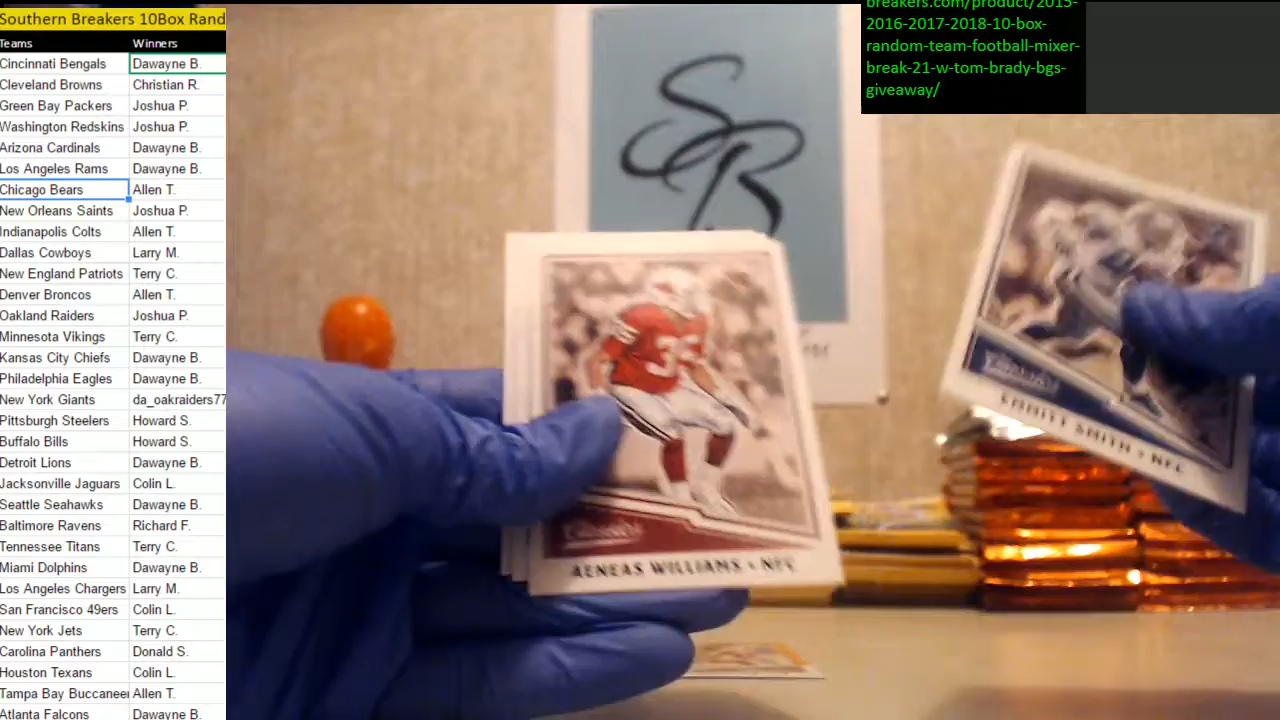 Southern Breakers 10Box Rand
Teams Winners
Cincinnati Bengals Dawayne B.
Cleveland Browns Christian R.
Green Bay Packers Joshua P.
Washington Redskins Joshua P.
Arizona Cardinals Dawayne B.
Los Angeles Rams Dawayne B.
Chicago Bears Allen T.
New Orleans Saints Joshua P.
Indianapolis Colts Allen T.
Dallas Cowboys Larry M.
New England Patriots Terry C.
Denver Broncos Allen T.
Oakland Raiders Joshua P.
Minnesota Vikings Terry C.
Kansas City Chiefs Dawayne B.
Philadelphia Eagles Dawayne B.
New York Giants da_oakraiders77
Pittsburgh Steelers Howard S.
Buffalo Bills Howard S.
Detroit Lions Dawayne B.
Jacksonville Jaguars Colin L.
Seattle Seahawks Dawayne B.
Baltimore Ravens Richard F.
Tennessee Titans Terry C.
Miami Dolphins Dawayne B.
Los Angeles Chargers Larry M.
San Francisco 49ers Colin L.
New York Jets Terry C.
Carolina Panthers Donald S.
Houston Texans Colin L.
Tampa Bay Buccanee Allen T.
Atlanta Falcons Dawayne B.
breakers.com/product/2015-
2016-2017-2018-10-box-
random-team-football-mixer-
break-21-w-tom-brady-bgs-
giveaway/
SB
35
AENEAS WILLIAMS • NFC
EMMITT SMITH • NFC